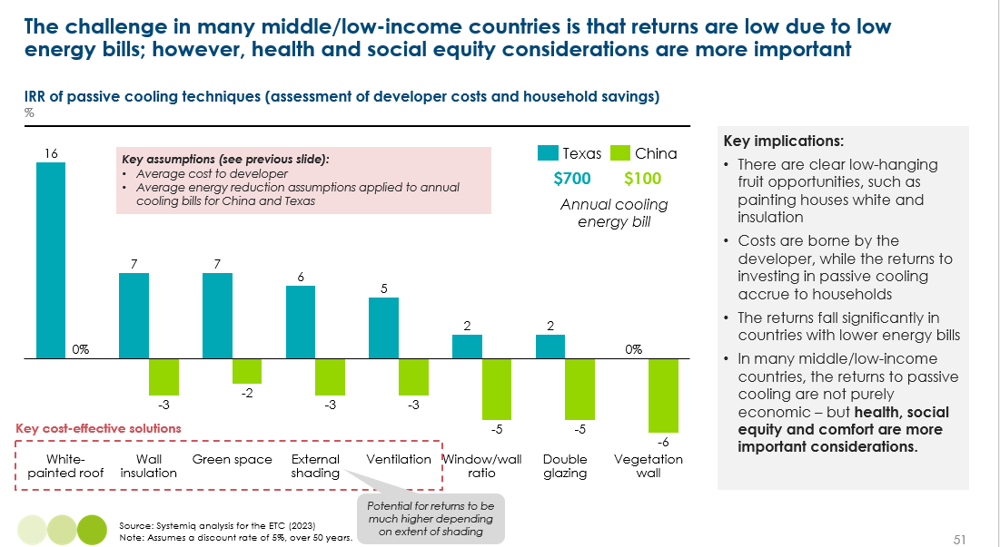 The challenge in many middle/low-income countries is that returns are low due to low
energy bills; however, health and social equity considerations are more important
IRR of passive cooling techniques (assessment of developer costs and household savings)
%
Key assumptions (see previous slide):
• Average cost to developer
• Average energy reduction assumptions applied to annual
cooling bills for China and Texas
Texas China
$700 $100
Annual cooling
energy bill
16
0%
7
-3
7
-2
6
-3
5
-3
2
-5
2
-5
0%
-6
Key cost-effective solutions
White-
painted roof
Wall
insulation
Green space
External
shading
Ventilation
Window/wall
ratio
Double
glazing
Vegetation
wall
Potential for returns to be
much higher depending
on extent of shading
Key implications:
• There are clear low-hanging
fruit opportunities, such as
painting houses white and
insulation
• Costs are borne by the
developer, while the returns to
investing in passive cooling
accrue to households
• The returns fall significantly in
countries with lower energy bills
• In many middle/low-income
countries, the returns to passive
cooling are not purely
economic – but health, social
equity and comfort are more
important considerations.
Source: Systemiq analysis for the ETC (2023)
Note: Assumes a discount rate of 5%, over 50 years.
51